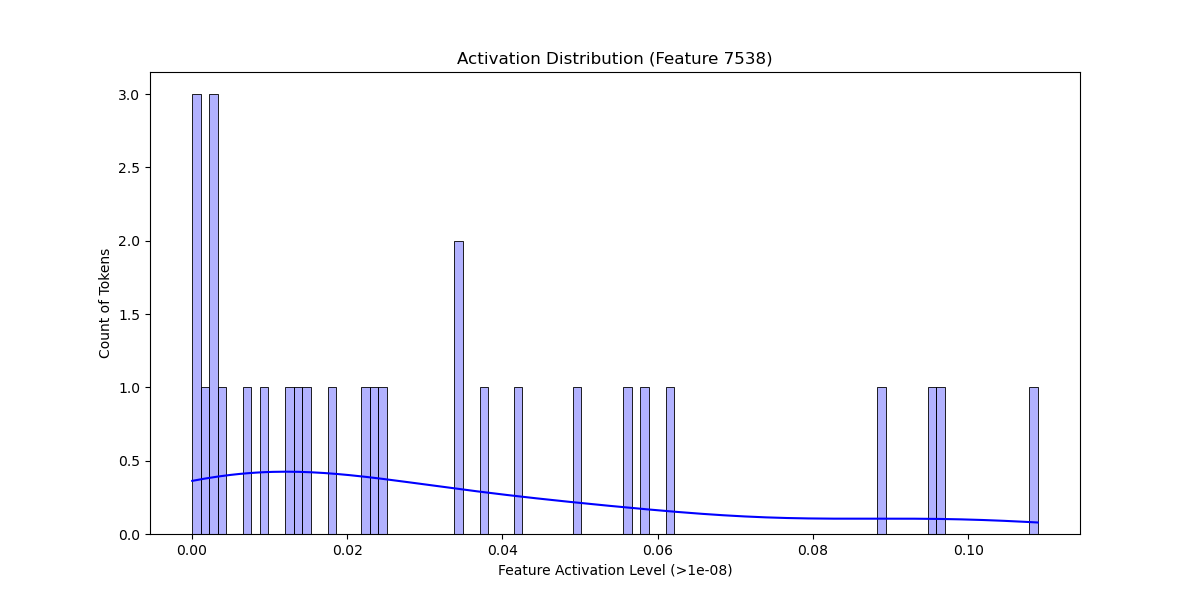 Activation Distribution (Feature 7538)
3.0
2.5
2.0
1.5
1.0
0.5
0.0
Count of Tokens
0.00 0.02 0.04 0.06 0.08 0.10
Feature Activation Level (>1e-08)